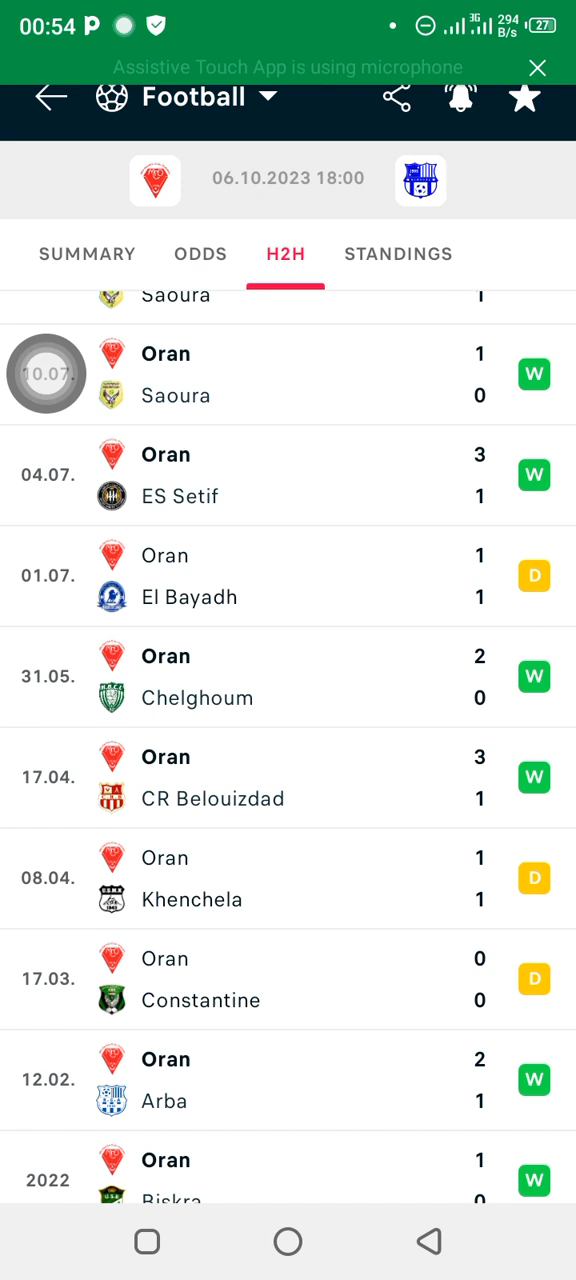 00:54
3G
294
B/s
27
Assistive Touch App is using microphone
Football
06.10.2023 18:00
SUMMARY ODDS H2H STANDINGS
Saoura 1
10.07. Oran 1 W
Saoura 0
04.07. Oran 3 W
ES Setif 1
01.07. Oran 1 D
El Bayadh 1
31.05. Oran 2 W
Chelghoum 0
17.04. Oran 3 W
CR Belouizdad 1
08.04. Oran 1 D
Khenchela 1
17.03. Oran 0 D
Constantine 0
12.02. Oran 2 W
Arba 1
2022 Oran 1 W
Biskra 0